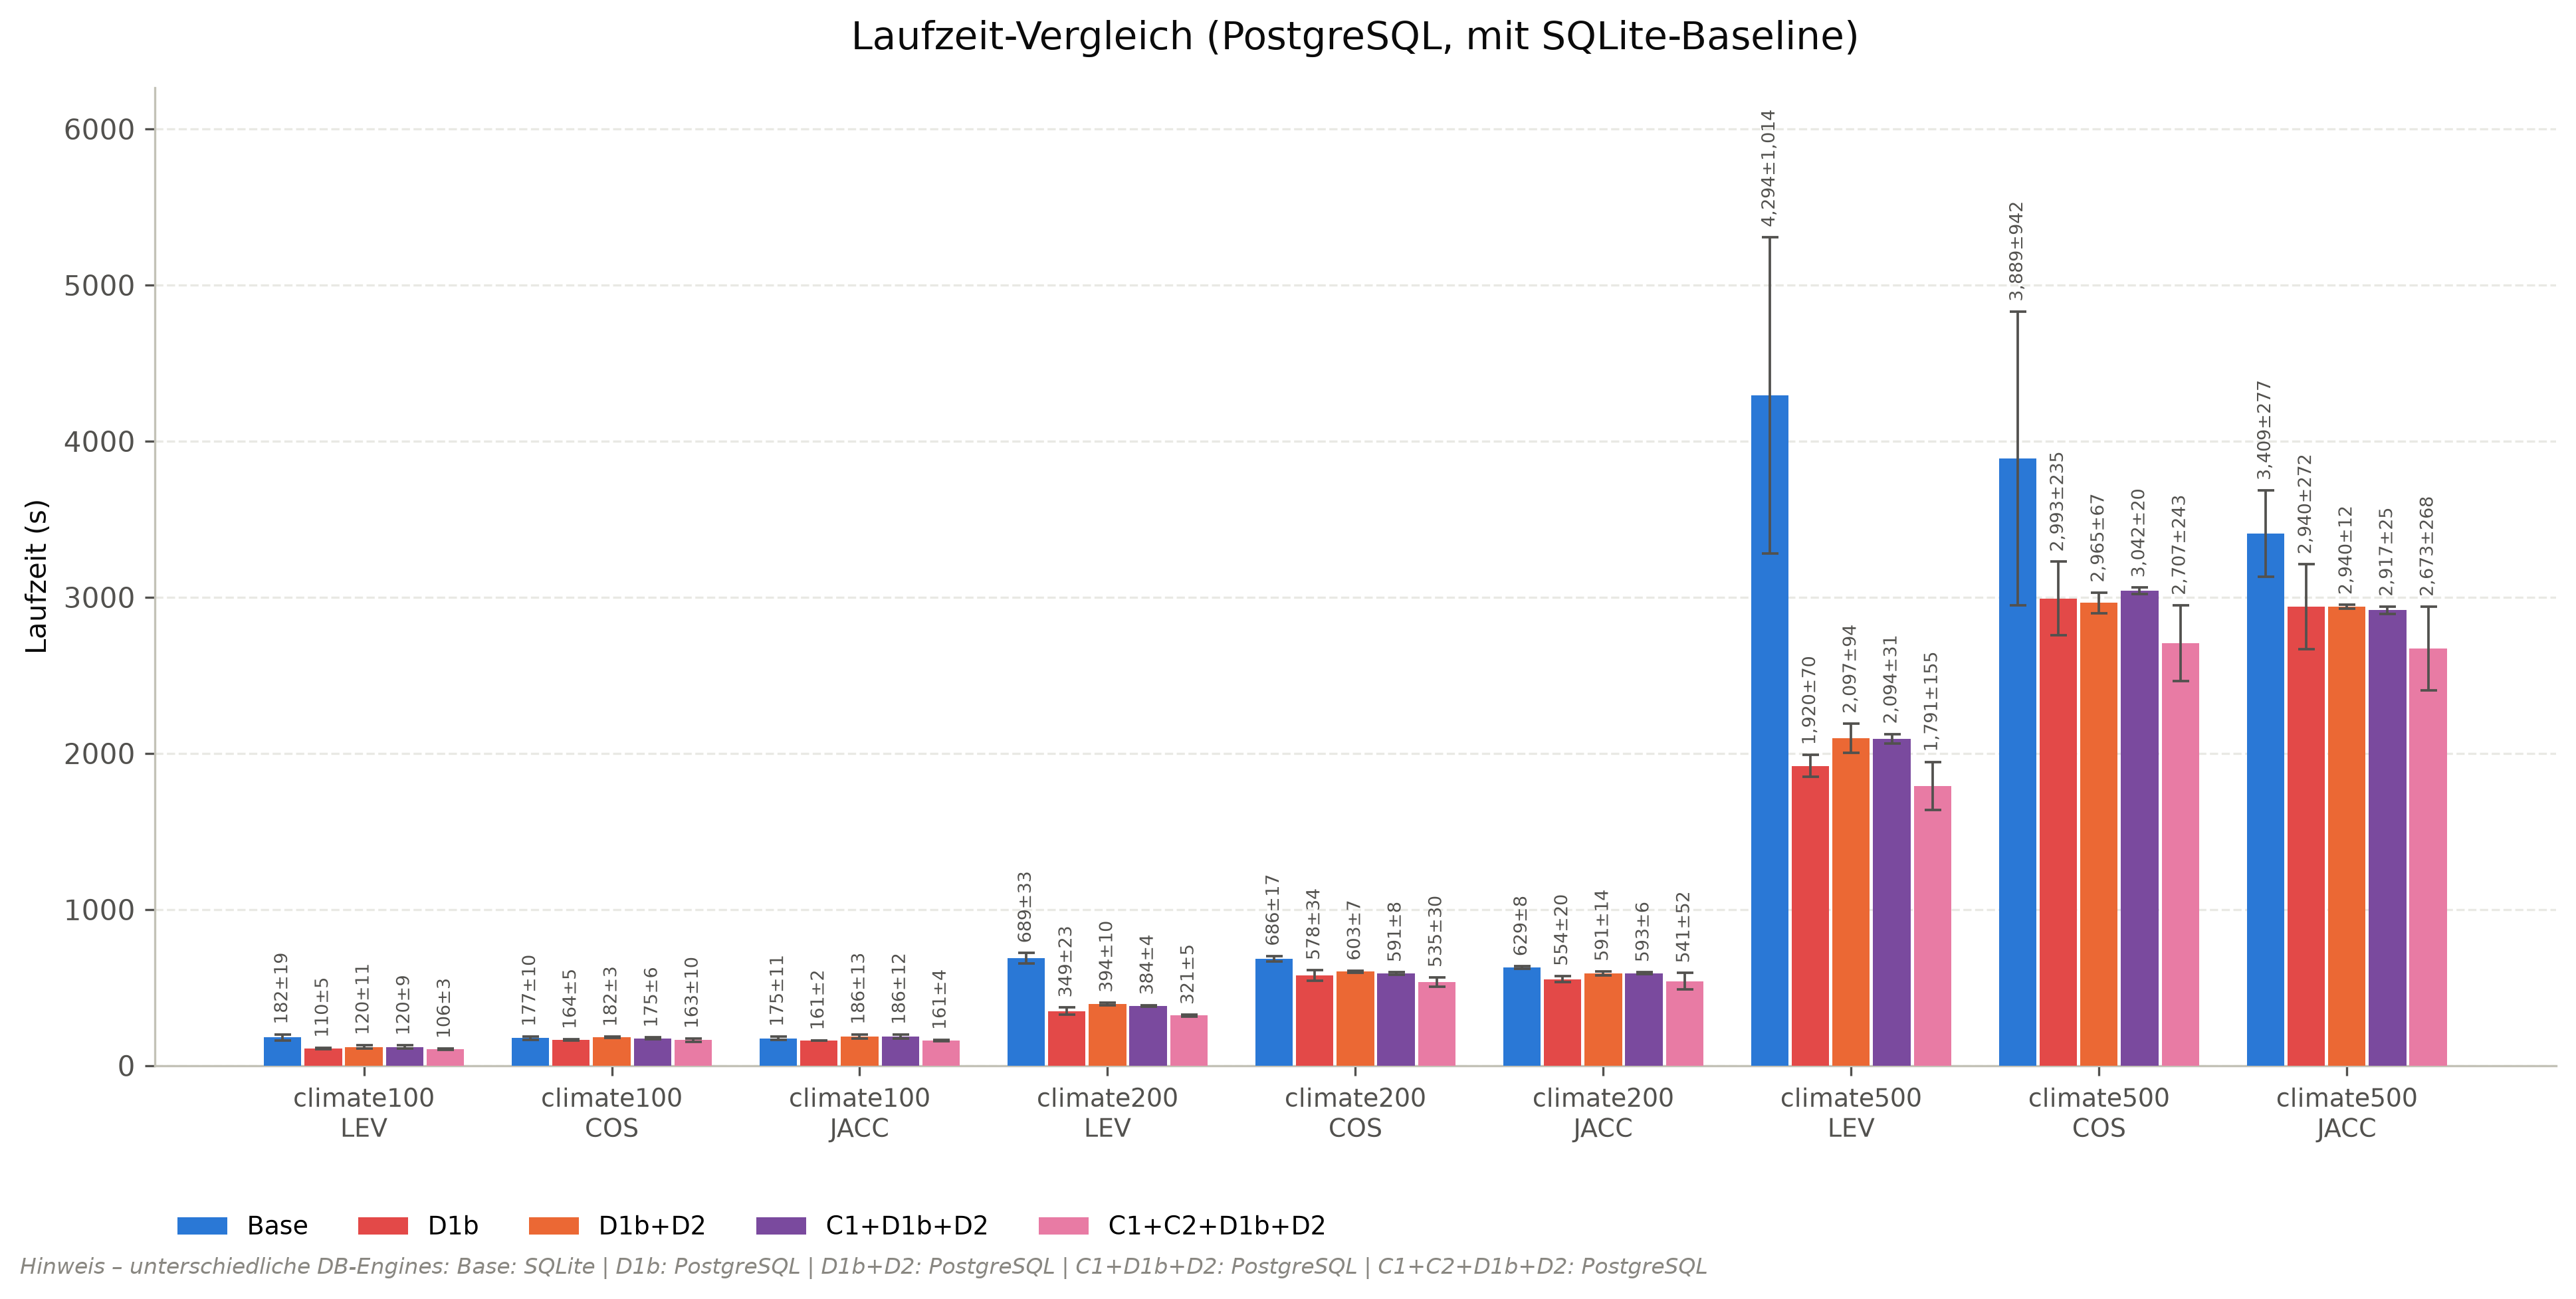 Laufzeit-Vergleich (PostgreSQL, mit SQLite-Baseline)
Laufzeit (s)
6000
5000
4000
3000
2000
1000
0
182±19
110±5
120±11
120±9
106±3
177±10
164±5
182±3
175±6
163±10
175±11
161±2
186±13
186±12
161±4
689±33
349±23
394±10
384±4
321±5
686±17
578±34
603±7
591±8
535±30
629±8
554±20
591±14
593±6
541±52
4,294±1,014
1,920±70
2,097±94
2,094±31
1,791±155
3,889±942
2,993±235
2,965±67
3,042±20
2,707±243
3,409±277
2,940±272
2,940±12
2,917±25
2,673±268
climate100
LEV
climate100
COS
climate100
JACC
climate200
LEV
climate200
COS
climate200
JACC
climate500
LEV
climate500
COS
climate500
JACC
Base
D1b
D1b+D2
C1+D1b+D2
C1+C2+D1b+D2
Hinweis – unterschiedliche DB-Engines: Base: SQLite | D1b: PostgreSQL | D1b+D2: PostgreSQL | C1+D1b+D2: PostgreSQL | C1+C2+D1b+D2: PostgreSQL